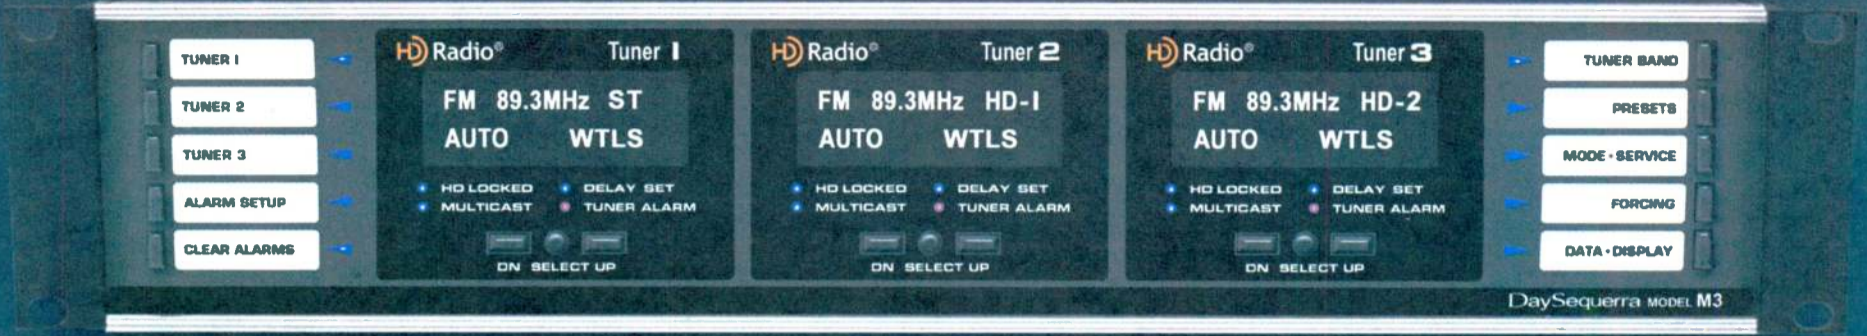 TUNER 1
TUNER 2
TUNER 3
ALARM SETUP
CLEAR ALARMS
HD Radio® Tuner 1
FM 89.3MHz ST
AUTO WTLS
HD LOCKED DELAY SET
MULTICAST TUNER ALARM
DN SELECT UP
HD Radio® Tuner 2
FM 89.3MHz HD-1
AUTO WTLS
HD LOCKED DELAY SET
MULTICAST TUNER ALARM
DN SELECT UP
HD Radio® Tuner 3
FM 89.3MHz HD-2
AUTO WTLS
HD LOCKED DELAY SET
MULTICAST TUNER ALARM
DN SELECT UP
TUNER BAND
PRESETS
MODE • SERVICE
FORCING
DATA • DISPLAY
DaySequerra MODEL M3